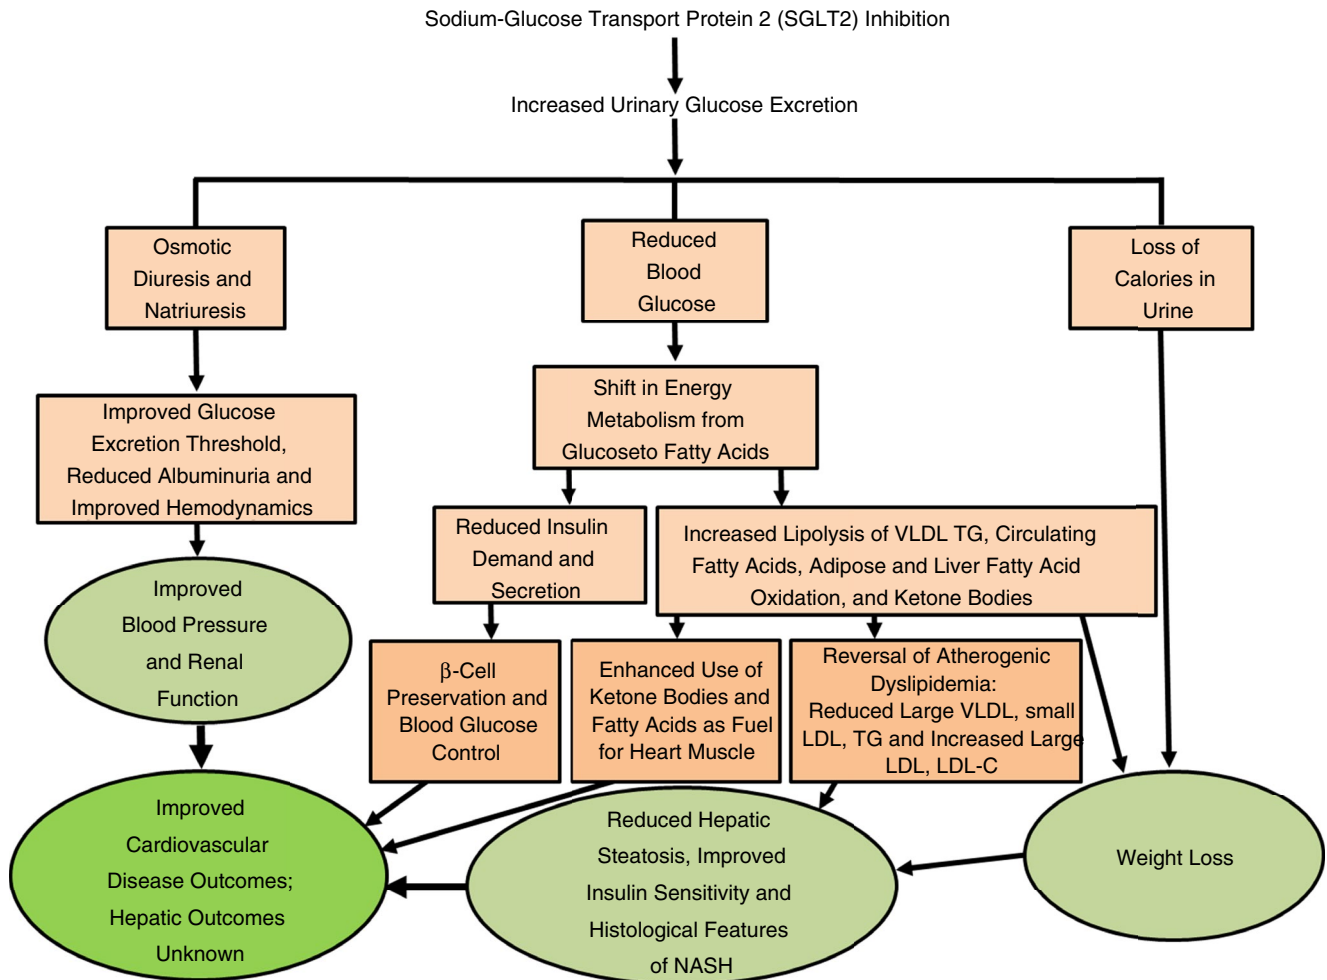 Sodium-Glucose Transport Protein 2 (SGLT2) Inhibition
Increased Urinary Glucose Excretion
Osmotic
Diuresis and
Natriuresis
Reduced
Blood
Glucose
Loss of
Calories in
Urine
Improved Glucose
Excretion Threshold,
Reduced Albuminuria and
Improved Hemodynamics
Shift in Energy
Metabolism from
Glucoseto Fatty Acids
Reduced Insulin
Demand and
Secretion
Increased Lipolysis of VLDL TG, Circulating
Fatty Acids, Adipose and Liver Fatty Acid
Oxidation, and Ketone Bodies
Improved
Blood Pressure
and Renal
Function
β-Cell
Preservation and
Blood Glucose
Control
Enhanced Use of
Ketone Bodies and
Fatty Acids as Fuel
for Heart Muscle
Reversal of Atherogenic
Dyslipidemia:
Reduced Large VLDL, small
LDL, TG and Increased Large
LDL, LDL-C
Improved
Cardiovascular
Disease Outcomes;
Hepatic Outcomes
Unknown
Reduced Hepatic
Steatosis, Improved
Insulin Sensitivity and
Histological Features
of NASH
Weight Loss